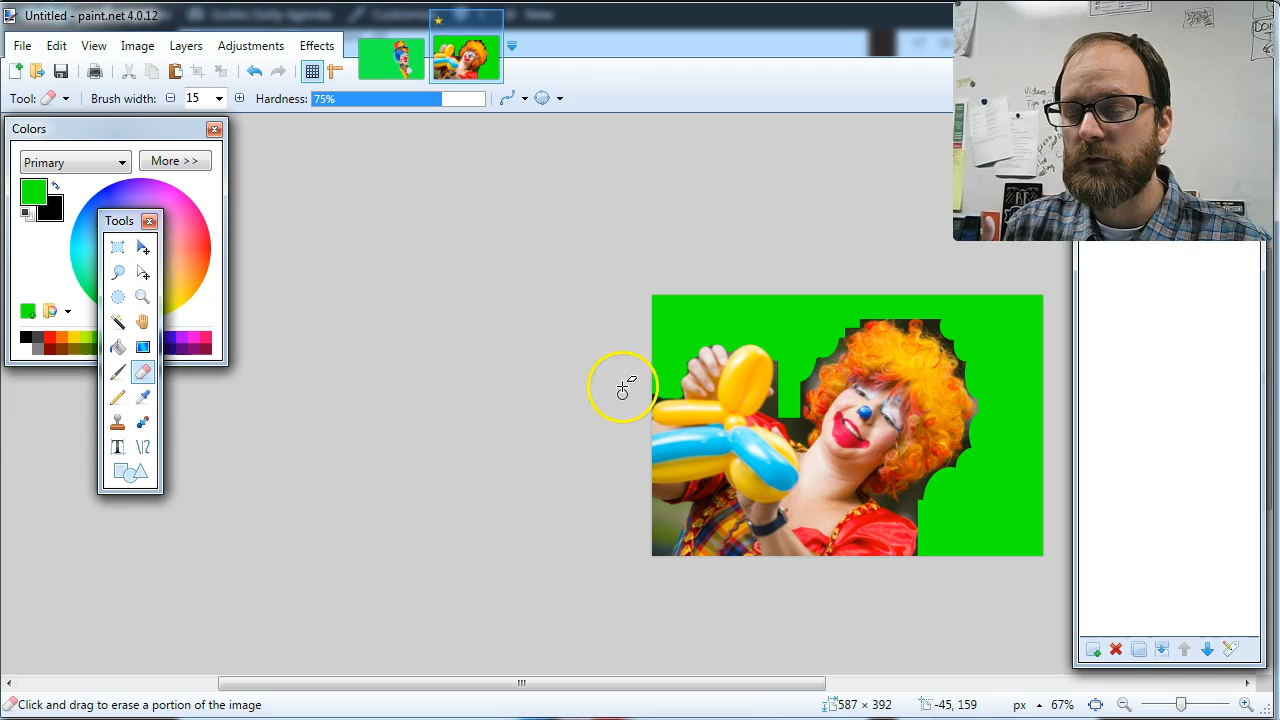 Untitled - paint.net 4.0.12
File Edit View Image Layers Adjustments Effects
Tool: Brush width: 15 Hardness: 75%
Colors
Primary More >>
Tools
Click and drag to erase a portion of the image 587 × 392 -45, 159 px 67%